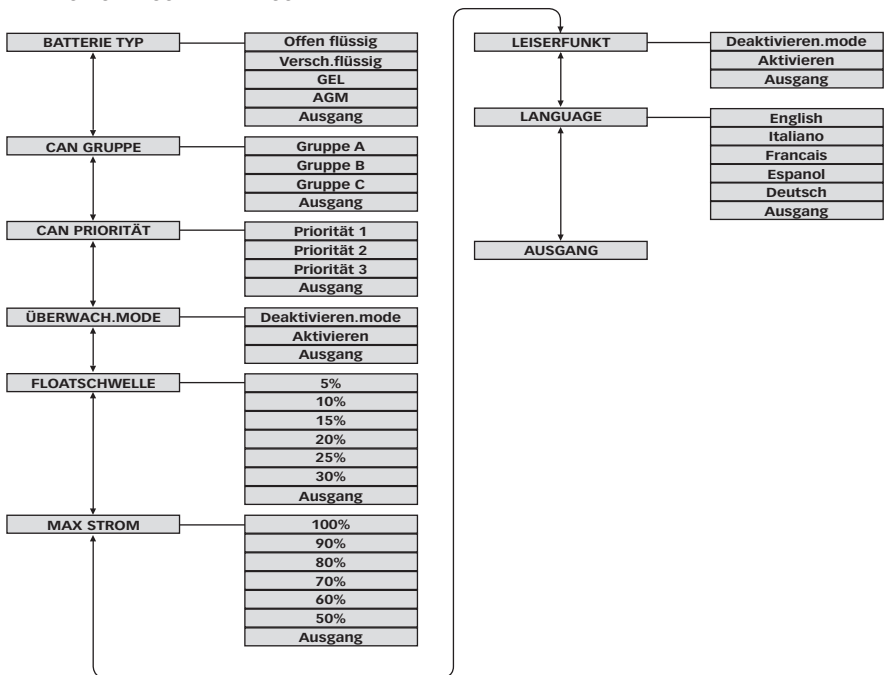 BATTERIE TYP
Offen flüssig
Versch.flüssig
GEL
AGM
Ausgang
CAN GRUPPE
Gruppe A
Gruppe B
Gruppe C
Ausgang
CAN PRIORITÄT
Priorität 1
Priorität 2
Priorität 3
Ausgang
ÜBERWACH.MODE
Deaktivieren.mode
Aktivieren
Ausgang
FLOATSCHWELLE
5%
10%
15%
20%
25%
30%
Ausgang
MAX STROM
100%
90%
80%
70%
60%
50%
Ausgang
LEISERFUNKT
Deaktivieren.mode
Aktivieren
Ausgang
LANGUAGE
English
Italiano
Francais
Espanol
Deutsch
Ausgang
AUSGANG